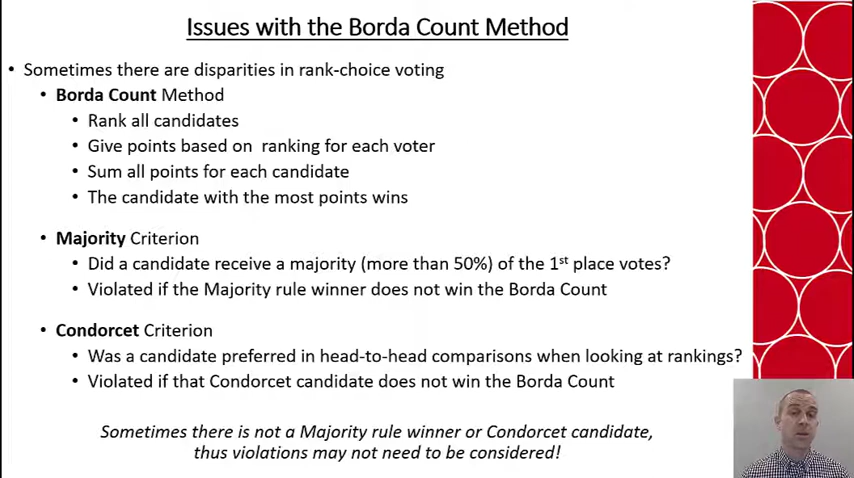 Issues with the Borda Count Method
• Sometimes there are disparities in rank-choice voting
• Borda Count Method
• Rank all candidates
• Give points based on ranking for each voter
• Sum all points for each candidate
• The candidate with the most points wins
• Majority Criterion
• Did a candidate receive a majority (more than 50%) of the 1st place votes?
• Violated if the Majority rule winner does not win the Borda Count
• Condorcet Criterion
• Was a candidate preferred in head-to-head comparisons when looking at rankings?
• Violated if that Condorcet candidate does not win the Borda Count
Sometimes there is not a Majority rule winner or Condorcet candidate,
thus violations may not need to be considered!